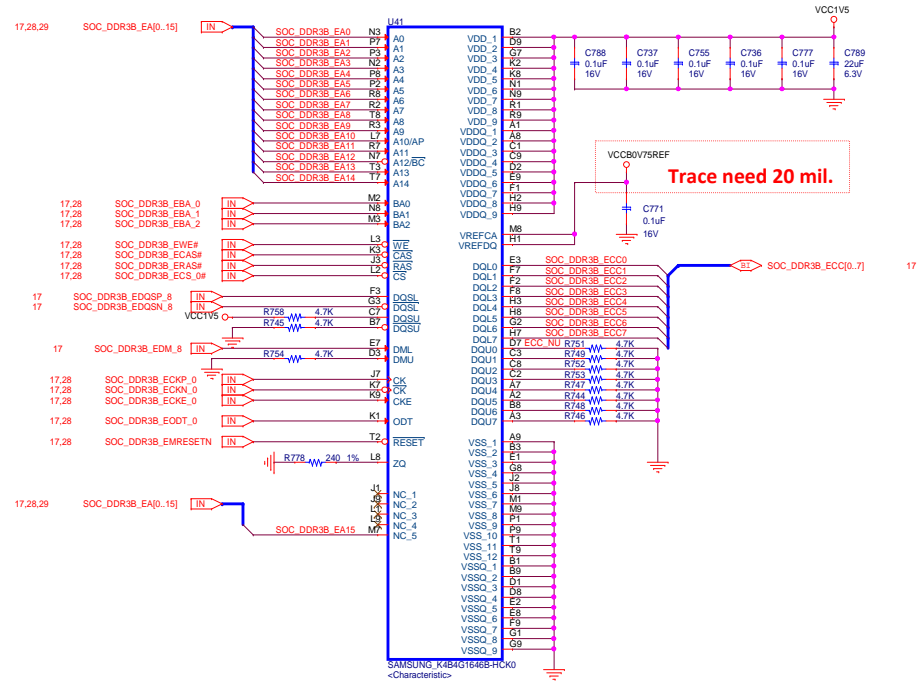 U41
VCC1V5
17,28,29 SOC_DDR3B_EA[0..15] IN
SOC_DDR3B_EA0 N3 A0
SOC_DDR3B_EA1 P7 A1
SOC_DDR3B_EA2 P3 A2
SOC_DDR3B_EA3 N2 A3
SOC_DDR3B_EA4 P8 A4
SOC_DDR3B_EA5 P2 A5
SOC_DDR3B_EA6 R8 A6
SOC_DDR3B_EA7 R2 A7
SOC_DDR3B_EA8 T8 A8
SOC_DDR3B_EA9 R3 A9
SOC_DDR3B_EA10 L7 A10/AP
SOC_DDR3B_EA11 R7 A11
SOC_DDR3B_EA12 N7 A12/BC
SOC_DDR3B_EA13 T3 A13
SOC_DDR3B_EA14 T7 A14
17,28 SOC_DDR3B_EBA_0 IN M2 BA0
17,28 SOC_DDR3B_EBA_1 IN N8 BA1
17,28 SOC_DDR3B_EBA_2 IN M3 BA2
17,28 SOC_DDR3B_EWE# IN L3 WE
17,28 SOC_DDR3B_ECAS# IN K3 CAS
17,28 SOC_DDR3B_ERAS# IN J3 RAS
17,28 SOC_DDR3B_ECS_0# IN L2 CS
17 SOC_DDR3B_EDQSP_8 IN F3 DQSL
17 SOC_DDR3B_EDQSN_8 IN G3 DQSL
VCC1V5 R758 4.7K C7 DQSU
R745 4.7K B7 DQSU
17 SOC_DDR3B_EDM_8 IN E7 DML
R754 4.7K D3 DMU
17,28 SOC_DDR3B_ECKP_0 IN J7 CK
17,28 SOC_DDR3B_ECKN_0 IN K7 CK
17,28 SOC_DDR3B_ECKE_0 IN K9 CKE
17,28 SOC_DDR3B_EODT_0 IN K1 ODT
17,28 SOC_DDR3B_EMRESETN IN T2 RESET
R778 240 1% L8 ZQ
J1 NC_1
NC_2
NC_3
NC_4
17,28,29 SOC_DDR3B_EA[0..15] IN
SOC_DDR3B_EA15 M7 NC_5
VDD_1 B2
VDD_2 D9
VDD_3 G7
VDD_4 K2
VDD_5 K8
VDD_6 N1
VDD_7 N9
VDD_8 R1
VDD_9 R9
VDDQ_1 A1
VDDQ_2 A8
VDDQ_3 C1
VDDQ_4 C9
VDDQ_5 D2
VDDQ_6 E9
VDDQ_7 F1
VDDQ_8 H2
VDDQ_9 H9
C788 0.1uF 16V
C737 0.1uF 16V
C755 0.1uF 16V
C736 0.1uF 16V
C777 0.1uF 16V
C789 22uF 6.3V
VCCB0V75REF
Trace need 20 mil.
C771
0.1uF
16V
VREFCA M8
VREFDQ H1
DQL0 E3 SOC_DDR3B_ECC0
DQL1 F7 SOC_DDR3B_ECC1
DQL2 F2 SOC_DDR3B_ECC2
DQL3 F8 SOC_DDR3B_ECC3
DQL4 H3 SOC_DDR3B_ECC4
DQL5 H8 SOC_DDR3B_ECC5
DQL6 G2 SOC_DDR3B_ECC6
DQL7 H7 SOC_DDR3B_ECC7
BI SOC_DDR3B_ECC[0..7] 17
DQU0 D7 ECC_NU R751 4.7K
DQU1 C3 R749 4.7K
DQU2 C8 R752 4.7K
DQU3 C2 R753 4.7K
DQU4 A7 R747 4.7K
DQU5 A2 R744 4.7K
DQU6 B8 R748 4.7K
DQU7 A3 R746 4.7K
VSS_1 A9
VSS_2 B3
VSS_3 E1
VSS_4 G8
VSS_5 J2
VSS_6 J8
VSS_7 M1
VSS_8 M9
VSS_9 P1
VSS_10 P9
VSS_11 T1
VSS_12 T9
VSSQ_1 B1
VSSQ_2 B9
VSSQ_3 D1
VSSQ_4 D8
VSSQ_5 E2
VSSQ_6 E8
VSSQ_7 F9
VSSQ_8 G1
VSSQ_9 G9
SAMSUNG_K4B4G1646B-HCK0
<Characteristic>